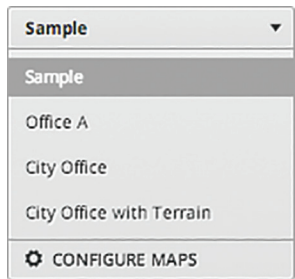 Sample
Sample
Office A
City Office
City Office with Terrain
CONFIGURE MAPS